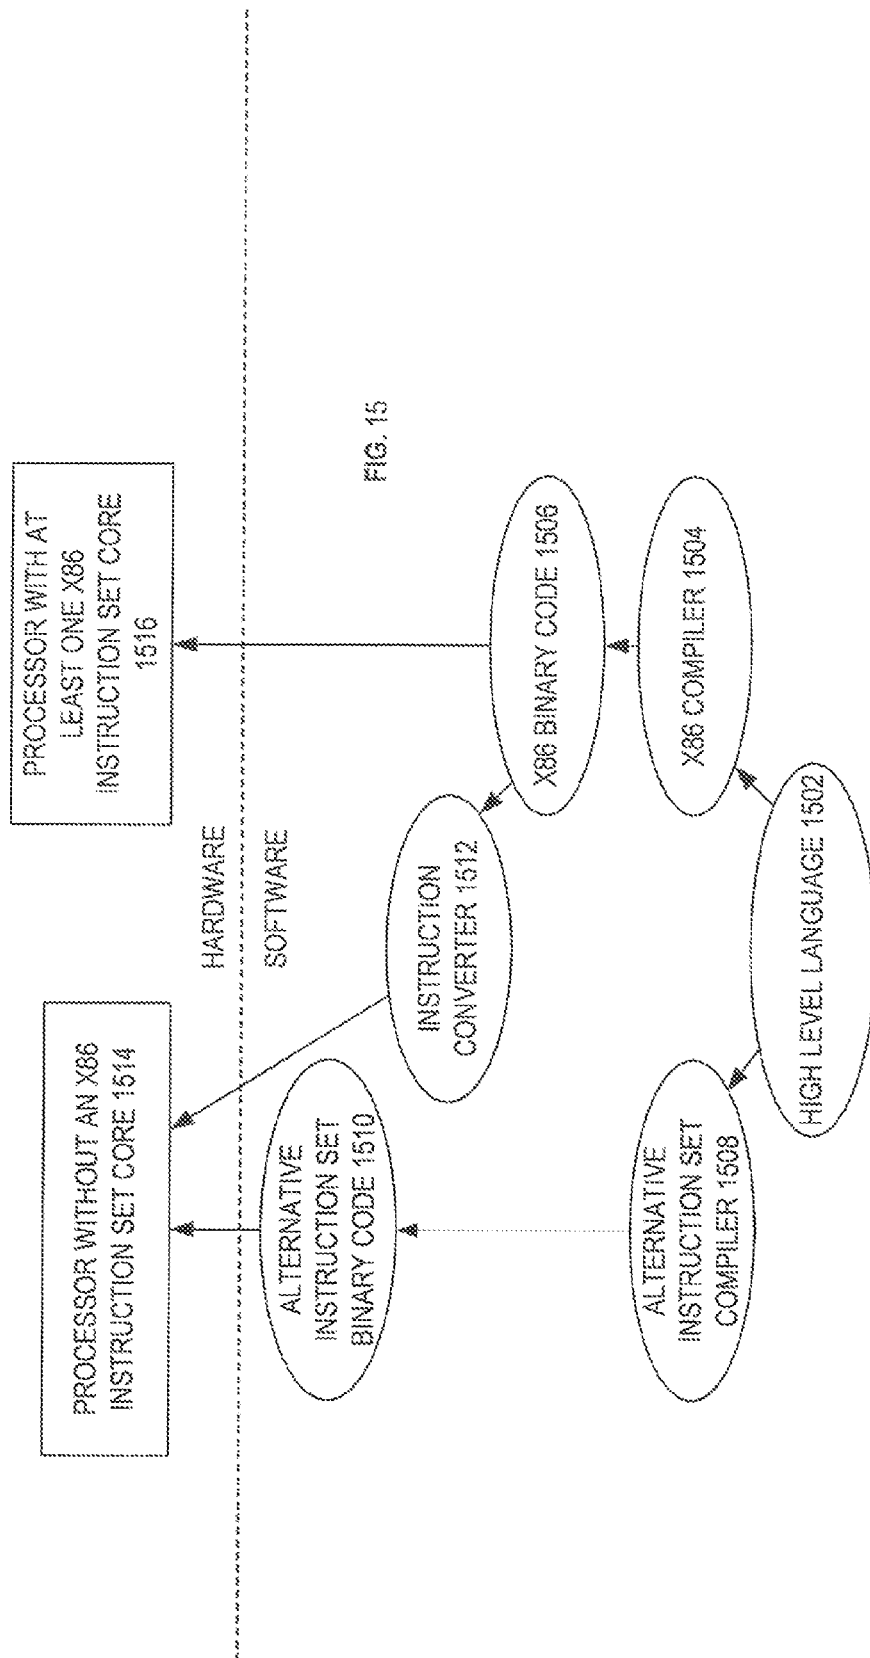 PROCESSOR WITHOUT AN X86
INSTRUCTION SET CORE 1514
PROCESSOR WITH AT
LEAST ONE X86
INSTRUCTION SET CORE
1516
HARDWARE
SOFTWARE
ALTERNATIVE
INSTRUCTION SET
BINARY CODE 1510
INSTRUCTION
CONVERTER 1512
FIG. 15
X86 BINARY CODE 1506
ALTERNATIVE
INSTRUCTION SET
COMPILER 1508
X86 COMPILER 1504
HIGH LEVEL LANGUAGE 1502